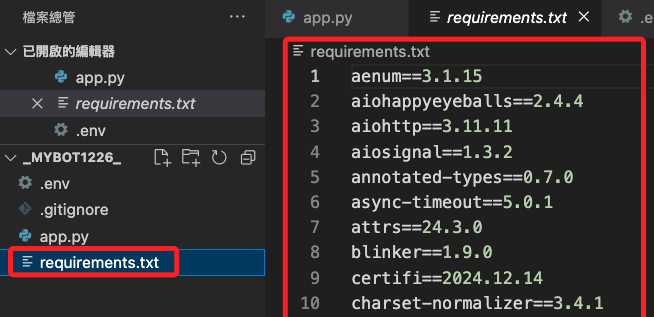 檔案總管
已開啟的編輯器
app.py
requirements.txt
.env
_MYBOT1226_
.env
.gitignore
app.py
requirements.txt
app.py
requirements.txt
.e
requirements.txt
1 aenum==3.1.15
2 aiohappyeyeballs==2.4.4
3 aiohttp==3.11.11
4 aiosignal==1.3.2
5 annotated-types==0.7.0
6 async-timeout==5.0.1
7 attrs==24.3.0
8 blinker==1.9.0
9 certifi==2024.12.14
10 charset-normalizer==3.4.1